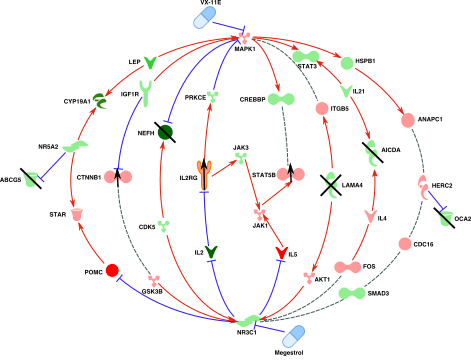 VX-11E
MAPK1
LEP
STAT3
HSPB1
IGF1R
CYP19A1
PRKCE
CREBBP
IL21
ITGB5
ANAPC1
NEFH
NR5A2
JAK3
AICDA
ABCG5
CTNNB1
IL2RG
STAT5B
LAMA4
HERC2
STAR
CDK5
JAK1
IL4
OCA2
IL2
IL5
CDC16
POMC
FOS
GSK3B
AKT1
SMAD3
NR3C1
Megestrol